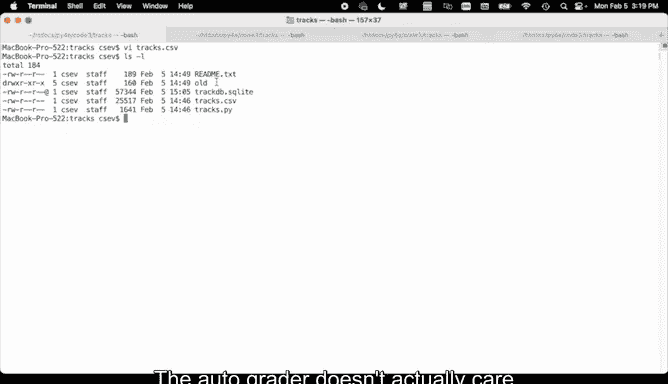 Terminal Shell Edit View Window Help Mon Feb 5 3:19 PM
tracks — -bash — 157×37
MacBook-Pro-522:tracks csev$ vi tracks.csv
MacBook-Pro-522:tracks csev$ ls -l
total 184
-rw-r--r-- 1 csev staff 189 Feb 5 14:49 README.txt
drwxr-xr-x 5 csev staff 160 Feb 5 14:49 old
-rw-r--r--@ 1 csev staff 57344 Feb 5 15:05 trackdb.sqlite
-rw-r--r-- 1 csev staff 25517 Feb 5 14:46 tracks.csv
-rw-r--r-- 1 csev staff 1641 Feb 5 14:46 tracks.py
MacBook-Pro-522:tracks csev$
The auto grader doesn't actually care